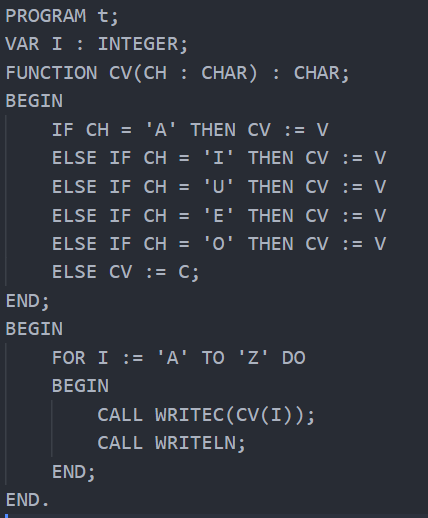 PROGRAM t;
VAR I : INTEGER;
FUNCTION CV(CH : CHAR) : CHAR;
BEGIN
    IF CH = 'A' THEN CV := V
    ELSE IF CH = 'I' THEN CV := V
    ELSE IF CH = 'U' THEN CV := V
    ELSE IF CH = 'E' THEN CV := V
    ELSE IF CH = 'O' THEN CV := V
    ELSE CV := C;
END;
BEGIN
    FOR I := 'A' TO 'Z' DO
    BEGIN
        CALL WRITEC(CV(I));
        CALL WRITELN;
    END;
END.